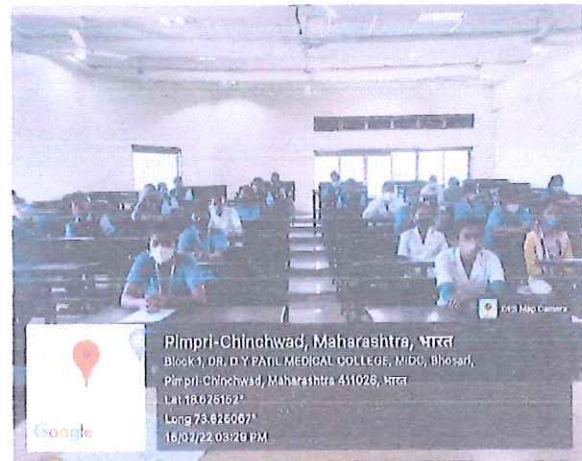 GPS Map Camera
Pimpri-Chinchwad, Maharashtra, भारत
Block 1, DR. D Y PATIL MEDICAL COLLEGE, MIDC, Bhosari,
Pimpri-Chinchwad, Maharashtra 411026, भारत
Lat 18.625152°
Long 73.825067°
15/02/22 03:29 PM
Google